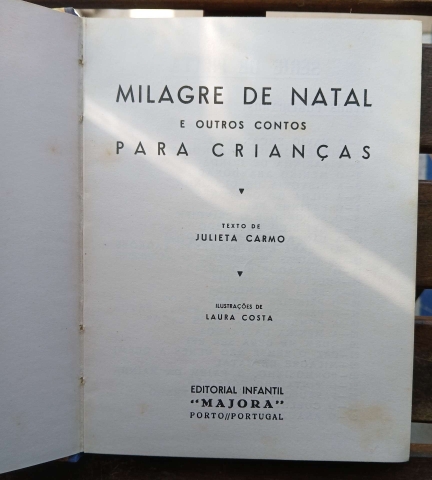 MILAGRE DE NATAL
E OUTROS CONTOS
PARA CRIANÇAS
TEXTO DE
JULIETA CARMO
ILUSTRAÇÕES DE
LAURA COSTA
EDITORIAL INFANTIL
"MAJORA"
PORTO//PORTUGAL